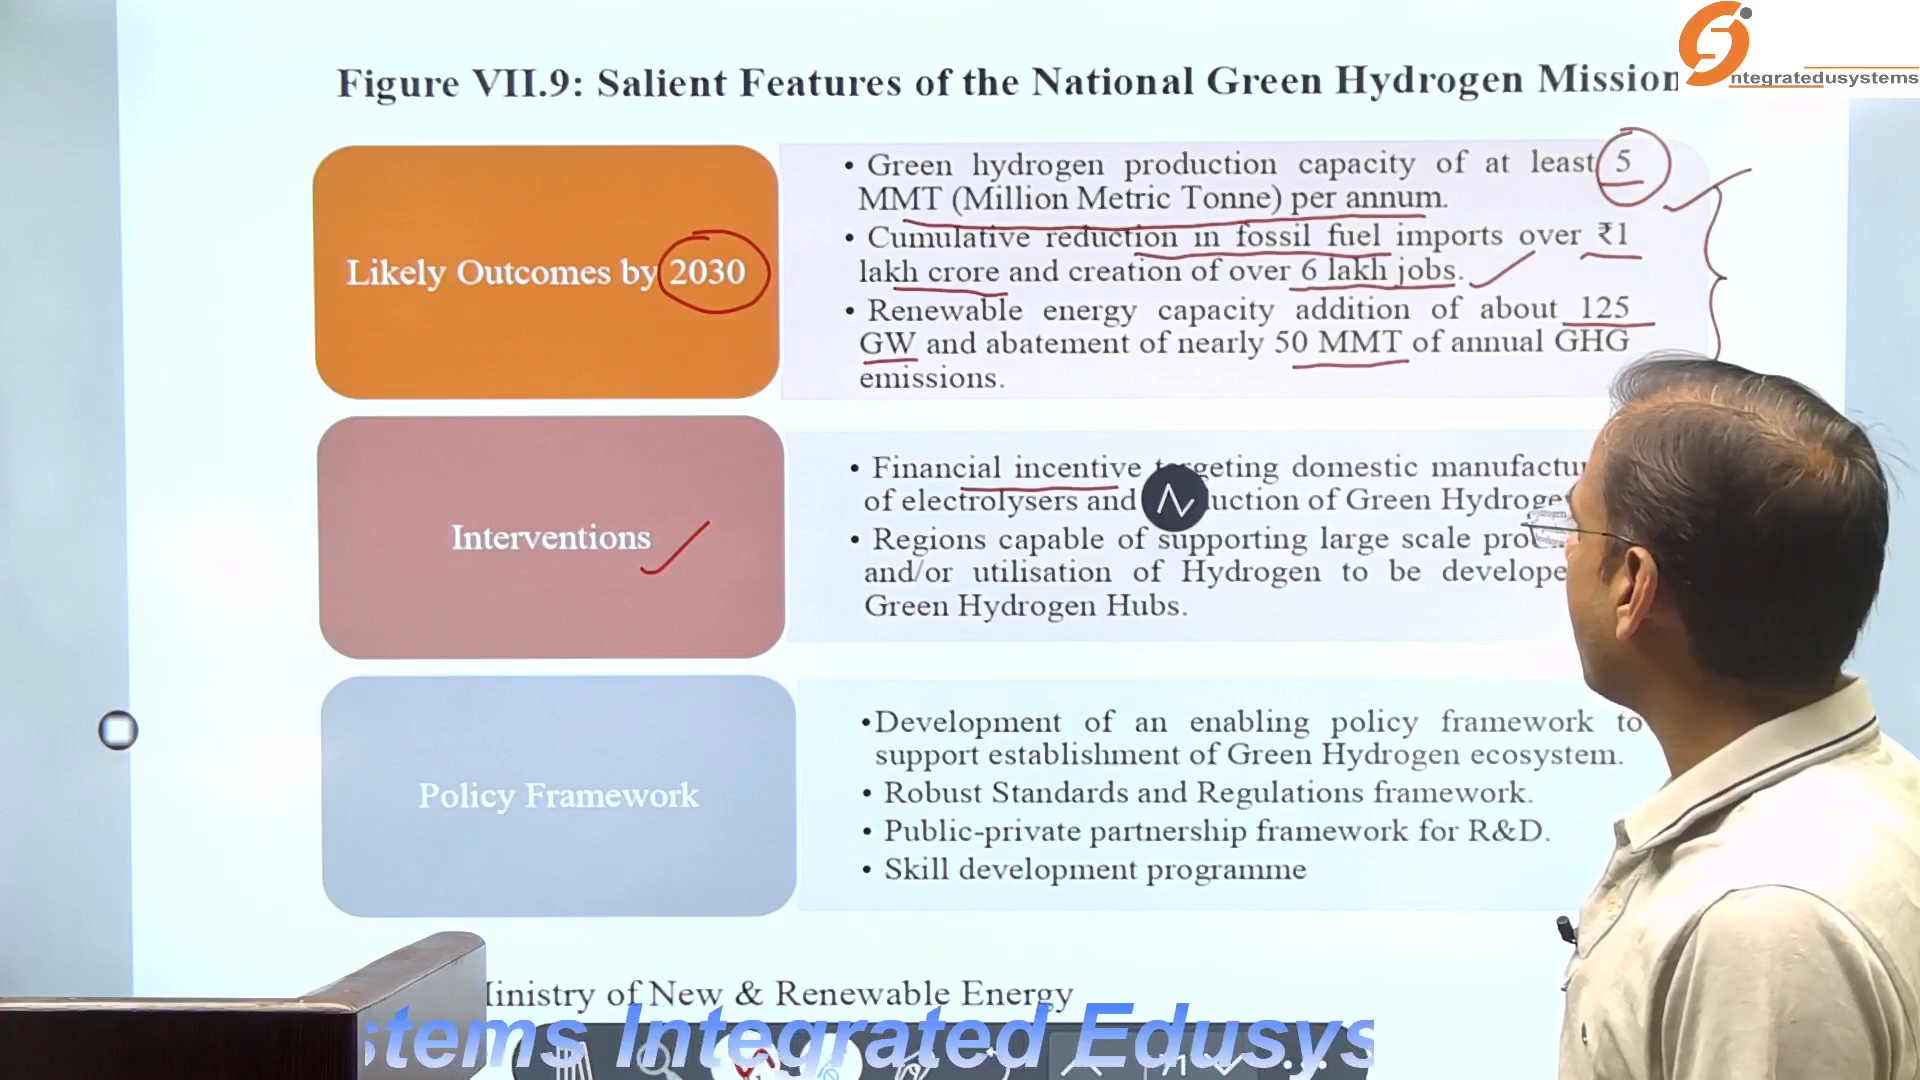 Figure VII.9: Salient Features of the National Green Hydrogen Mission
ntegratedusystems
Likely Outcomes by 2030
• Green hydrogen production capacity of at least 5
MMT (Million Metric Tonne) per annum.
• Cumulative reduction in fossil fuel imports over ₹1
lakh crore and creation of over 6 lakh jobs.
• Renewable energy capacity addition of about 125
GW and abatement of nearly 50 MMT of annual GHG
emissions.
Interventions
• Financial incentive domestic
of electrolysers and of Green
• Regions capable of supporting large scale
and/or utilisation of Hydrogen to be
Green Hydrogen Hubs.
Policy Framework
•Development of an enabling policy framework to
support establishment of Green Hydrogen ecosystem.
• Robust Standards and Regulations framework.
• Public-private partnership framework for R&D.
• Skill development programme
of New & Renewable Energy
stems Integrated Edusys